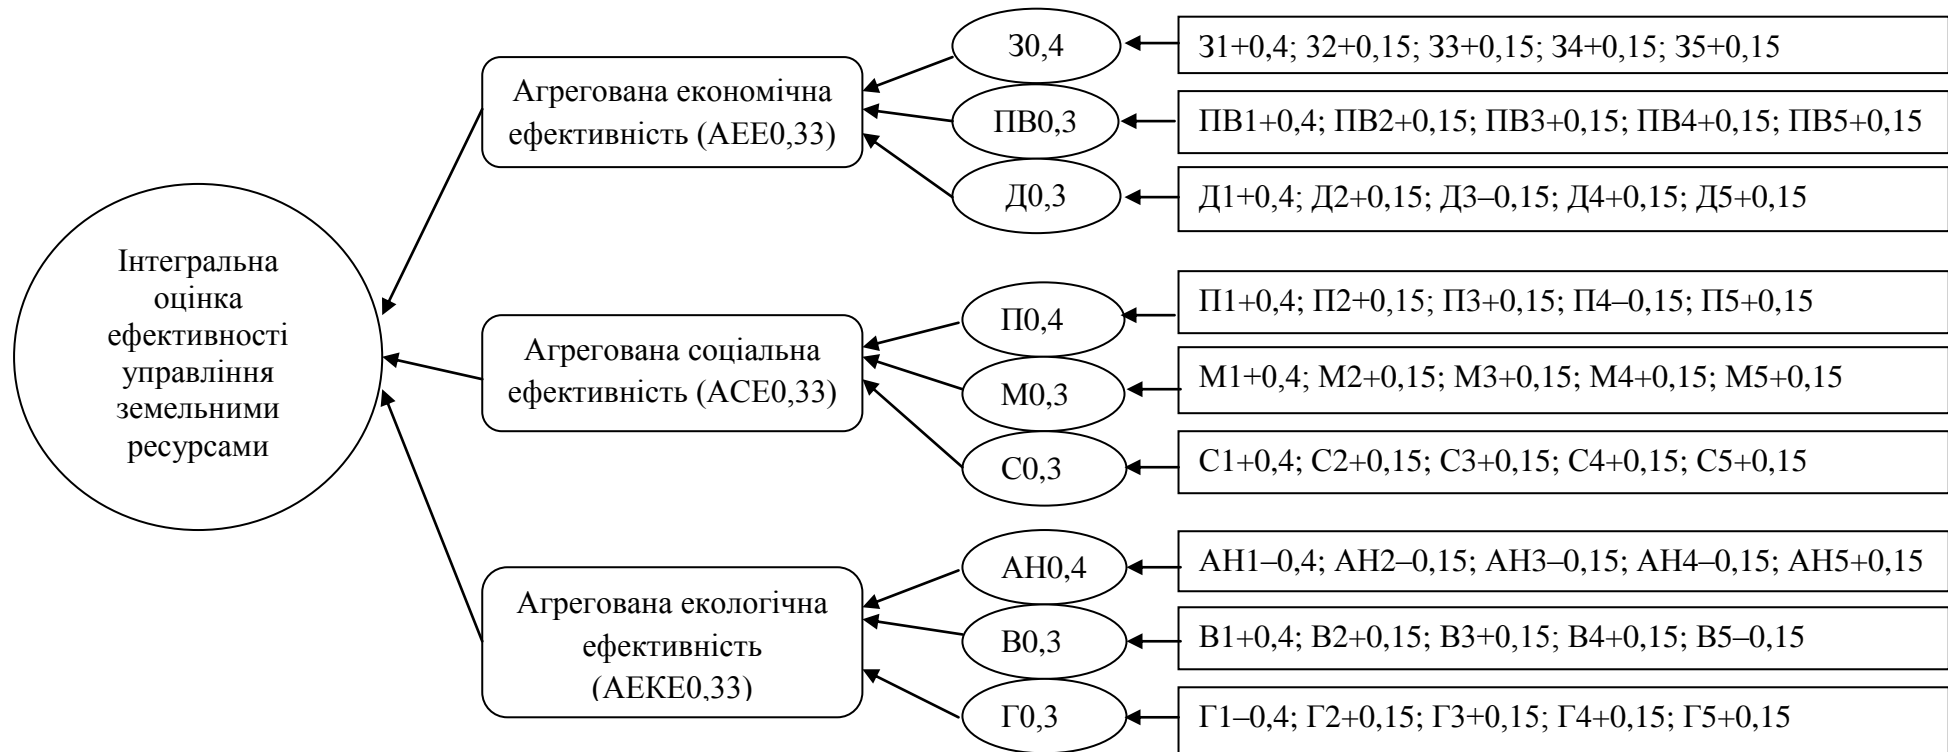 Інтегральна
оцінка
ефективності
управління
земельними
ресурсами
Агрегована економічна
ефективність (АЕЕ0,33)
З0,4
З1+0,4; З2+0,15; З3+0,15; З4+0,15; З5+0,15
ПВ0,3
ПВ1+0,4; ПВ2+0,15; ПВ3+0,15; ПВ4+0,15; ПВ5+0,15
Д0,3
Д1+0,4; Д2+0,15; Д3–0,15; Д4+0,15; Д5+0,15
Агрегована соціальна
ефективність (АСЕ0,33)
П0,4
П1+0,4; П2+0,15; П3+0,15; П4–0,15; П5+0,15
М0,3
М1+0,4; М2+0,15; М3+0,15; М4+0,15; М5+0,15
С0,3
С1+0,4; С2+0,15; С3+0,15; С4+0,15; С5+0,15
Агрегована екологічна
ефективність
(АЕКЕ0,33)
АН0,4
АН1–0,4; АН2–0,15; АН3–0,15; АН4–0,15; АН5+0,15
В0,3
В1+0,4; В2+0,15; В3+0,15; В4+0,15; В5–0,15
Г0,3
Г1–0,4; Г2+0,15; Г3+0,15; Г4+0,15; Г5+0,15